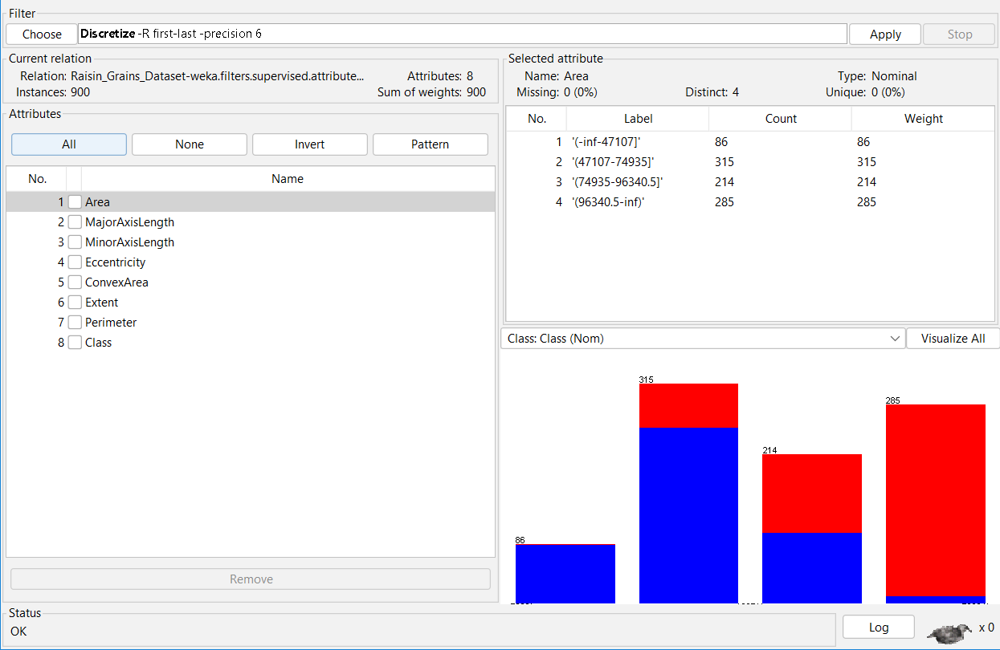 Filter
Choose Discretize -R first-last -precision 6 Apply Stop
Current relation
Relation: Raisin_Grains_Dataset-weka.filters.supervised.attribute... Attributes: 8
Instances: 900 Sum of weights: 900
Attributes
All None Invert Pattern
No. Name
1 Area
2 MajorAxisLength
3 MinorAxisLength
4 Eccentricity
5 ConvexArea
6 Extent
7 Perimeter
8 Class
Remove
Selected attribute
Name: Area Type: Nominal
Missing: 0 (0%) Distinct: 4 Unique: 0 (0%)
No. Label Count Weight
1 '(-inf-47107]' 86 86
2 '(47107-74935]' 315 315
3 '(74935-96340.5]' 214 214
4 '(96340.5-inf)' 285 285
Class: Class (Nom) Visualize All
315
285
214
86
Status
OK
Log x 0